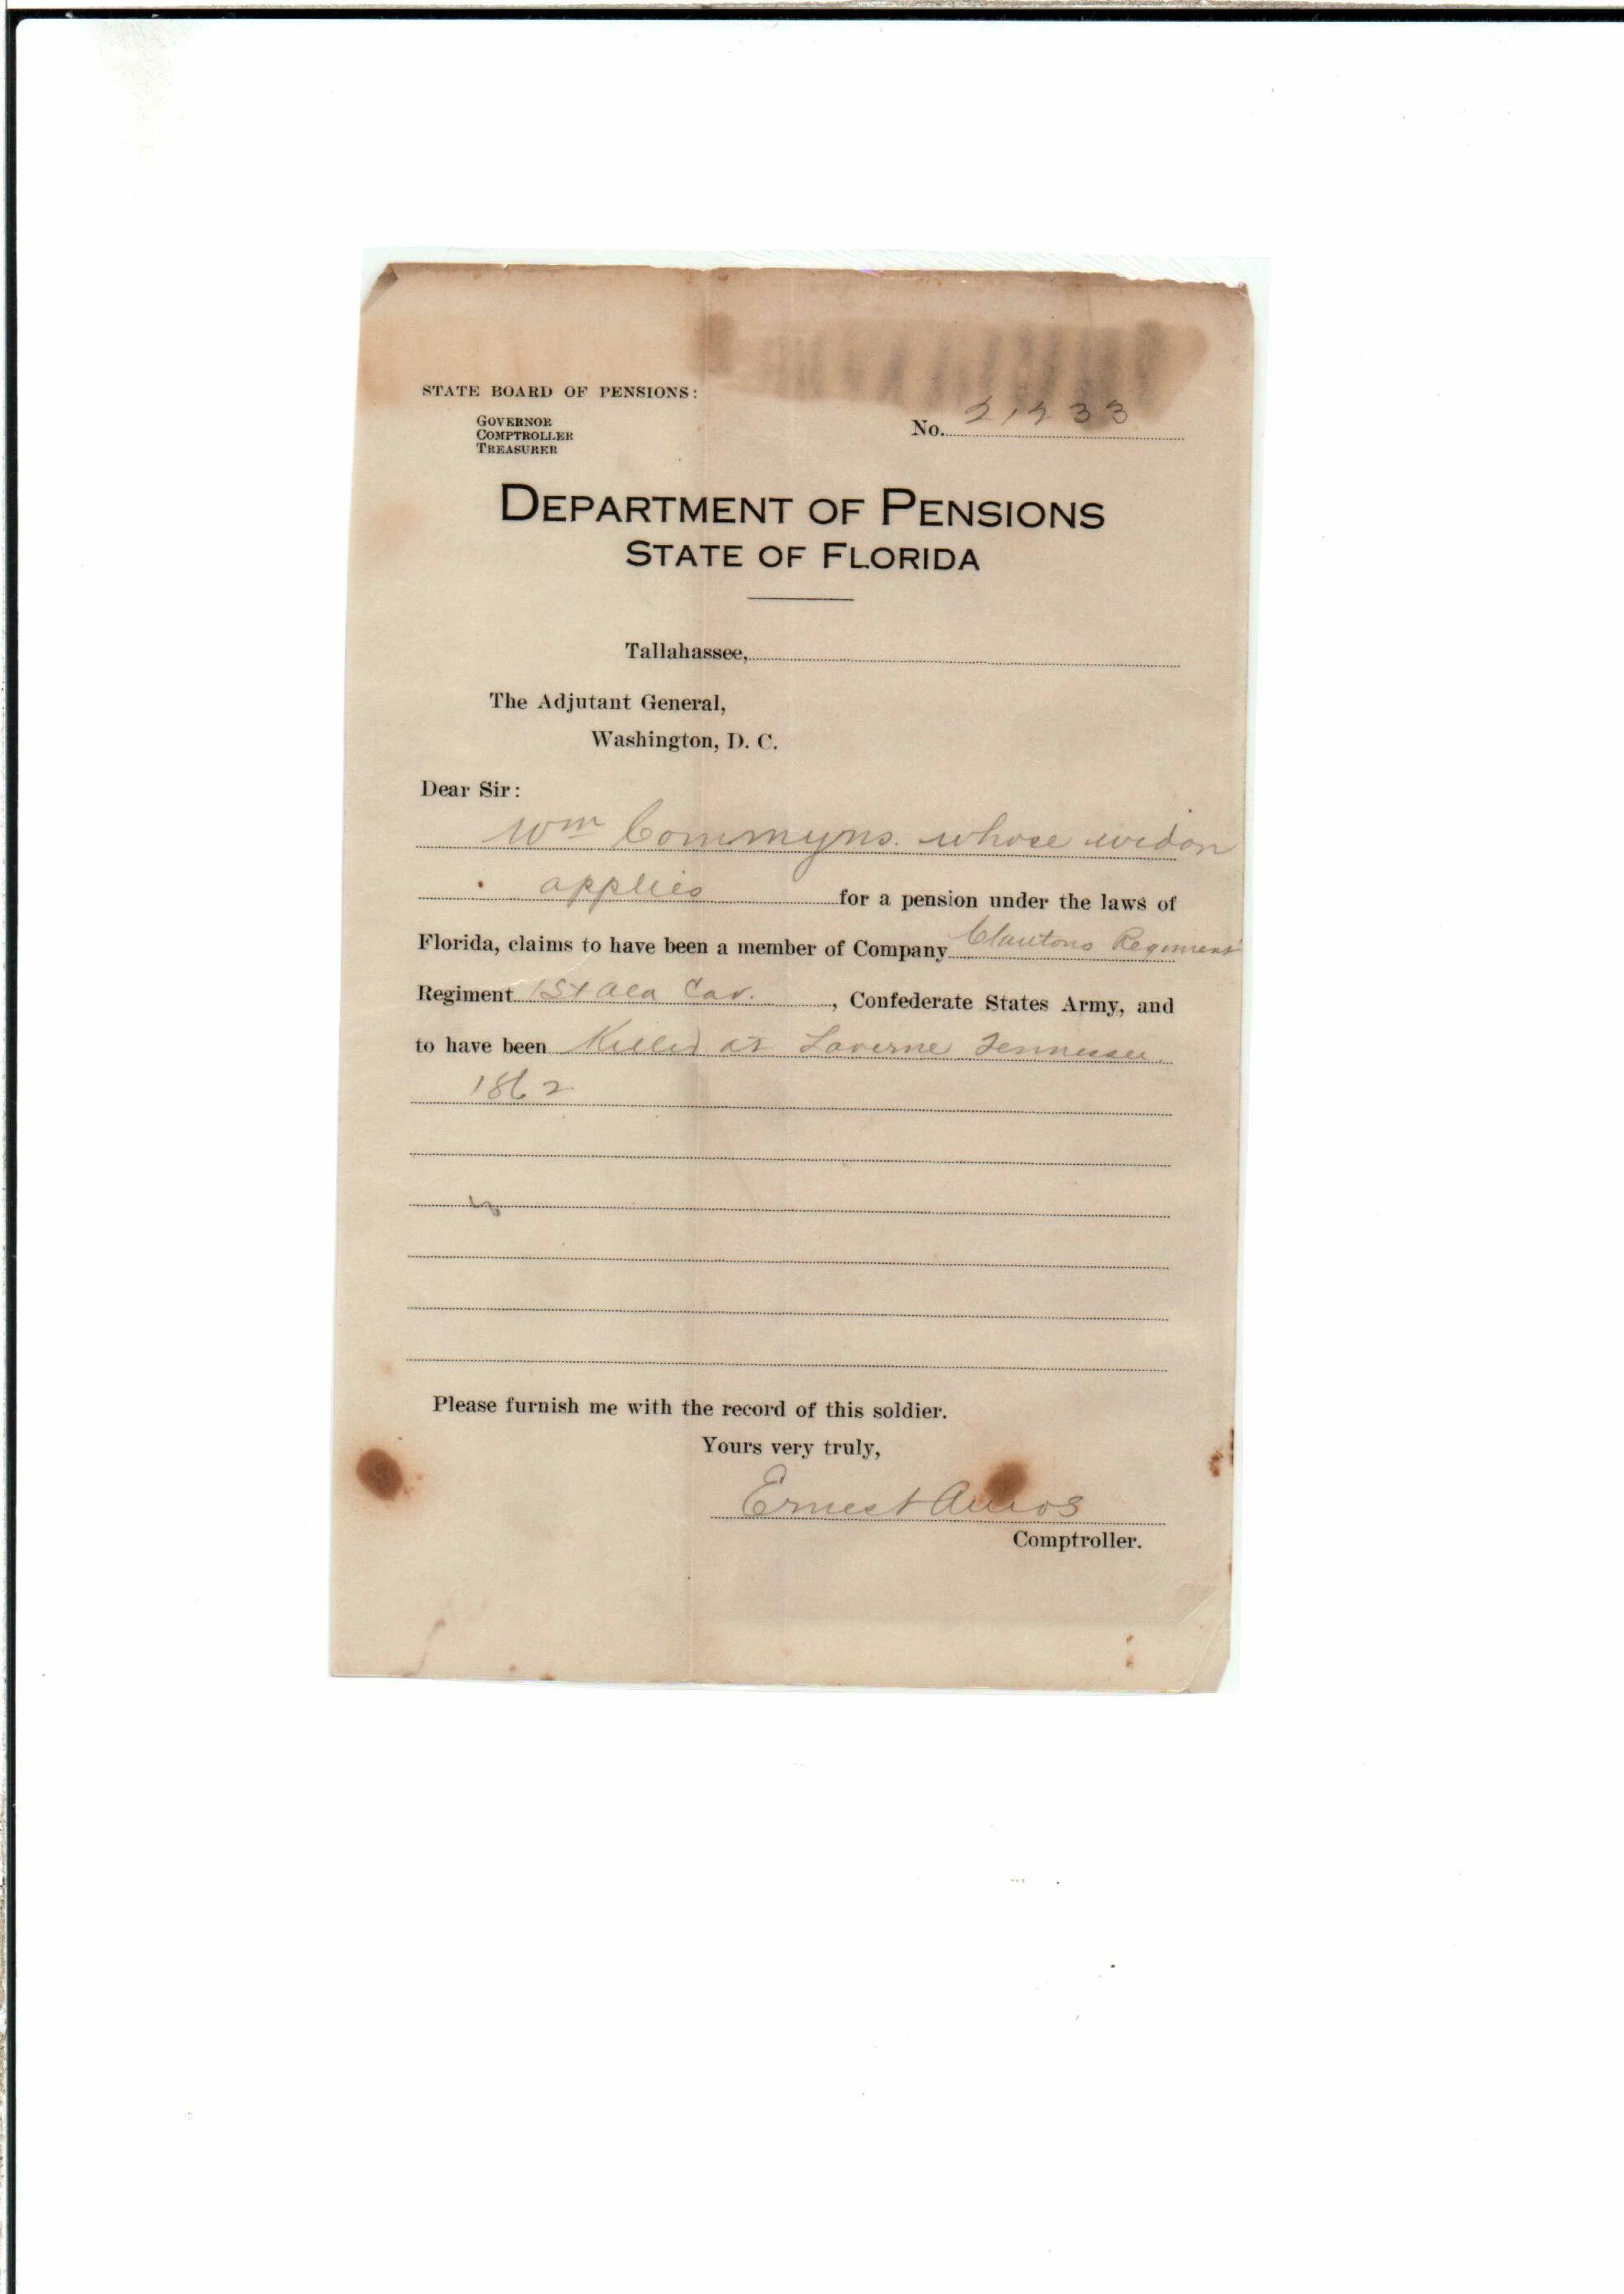 STATE BOARD OF PENSIONS:
GOVERNOR
COMPTROLLER
TREASURER
No. 21233
DEPARTMENT OF PENSIONS
STATE OF FLORIDA
Tallahassee,
The Adjutant General,
Washington, D. C.
Dear Sir:
Wm Commyns. whose widow
applies for a pension under the laws of
Florida, claims to have been a member of Company Clantons Regiment
Regiment 1st Ala Cav. , Confederate States Army, and
to have been Killed at Laverne Tennessee.
1862
Please furnish me with the record of this soldier.
Yours very truly,
Ernest Amos
Comptroller.